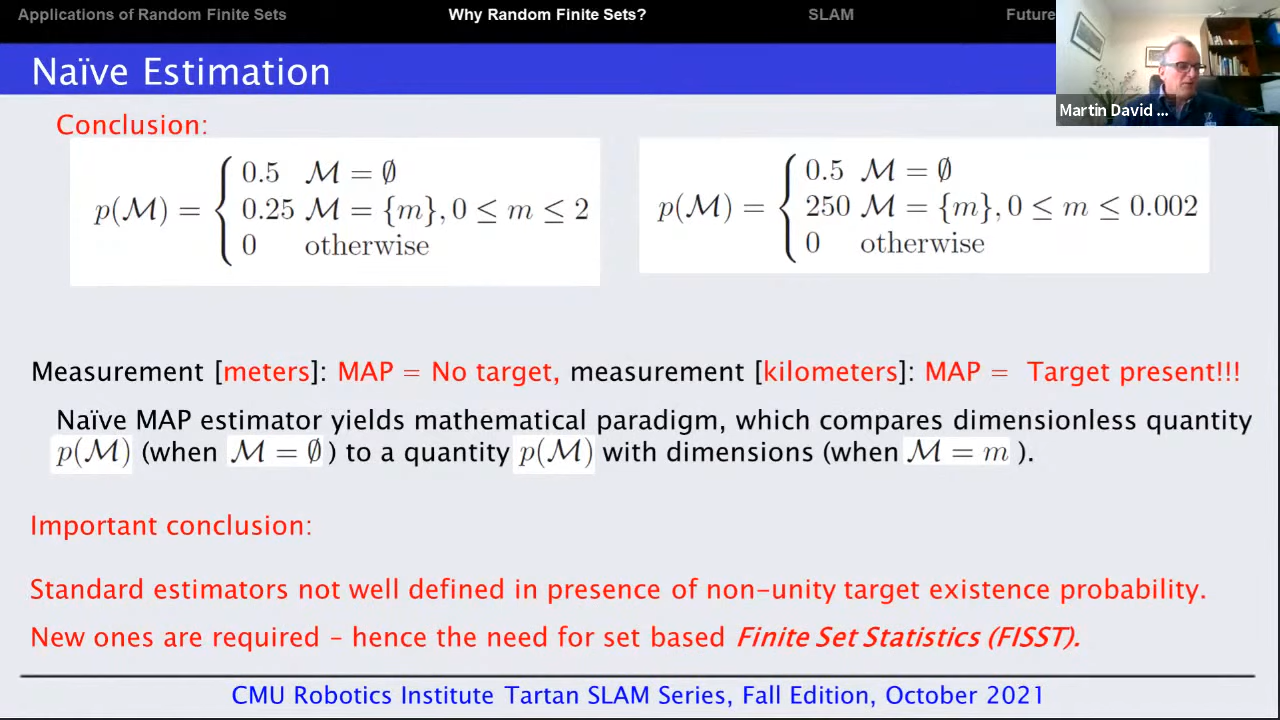 Applications of Random Finite Sets Why Random Finite Sets? SLAM Future
Naïve Estimation
Martin David ...
Conclusion:
p(ℳ) = { 0.5 ℳ = ∅
0.25 ℳ = {m}, 0 ≤ m ≤ 2
0 otherwise
p(ℳ) = { 0.5 ℳ = ∅
250 ℳ = {m}, 0 ≤ m ≤ 0.002
0 otherwise
Measurement [meters]: MAP = No target, measurement [kilometers]: MAP = Target present!!!
Naïve MAP estimator yields mathematical paradigm, which compares dimensionless quantity
p(ℳ) (when ℳ = ∅ ) to a quantity p(ℳ) with dimensions (when ℳ = m ).
Important conclusion:
Standard estimators not well defined in presence of non-unity target existence probability.
New ones are required – hence the need for set based Finite Set Statistics (FISST).
CMU Robotics Institute Tartan SLAM Series, Fall Edition, October 2021